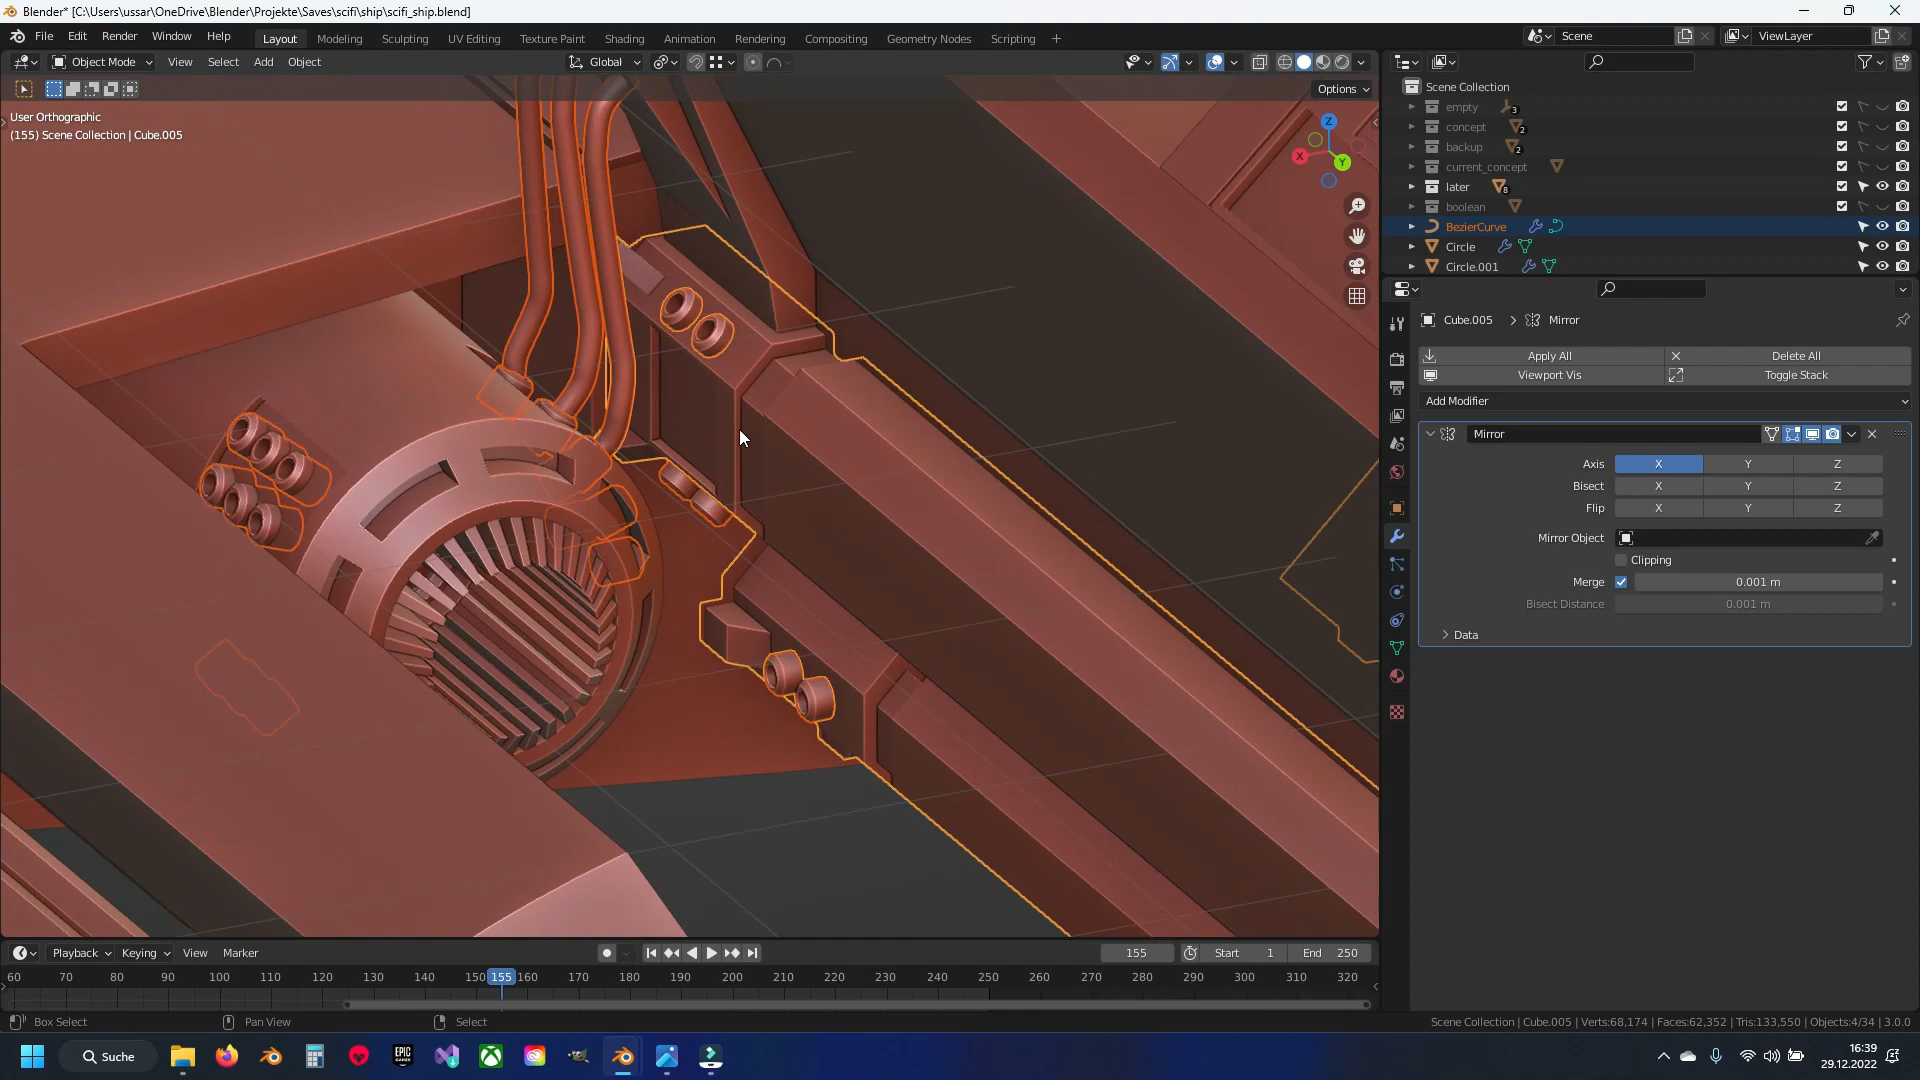 Blender* [C:\Users\ussar\OneDrive\Blender\Projekte\Saves\scifi\ship\scifi_ship.blend]
File Edit Render Window Help Layout Modeling Sculpting UV Editing Texture Paint Shading Animation Rendering Compositing Geometry Nodes Scripting + Scene ViewLayer
Object Mode View Select Add Object Global
Options
User Orthographic
(155) Scene Collection | Cube.005
Z
X Y
Scene Collection
empty 3
concept 2
backup 2
current_concept
later 8
boolean
BezierCurve
Circle
Circle.001
Cube.005 > Mirror
Apply All Delete All
Viewport Vis Toggle Stack
Add Modifier
Mirror
Axis X Y Z
Bisect X Y Z
Flip X Y Z
Mirror Object
Clipping
Merge 0.001 m
Bisect Distance 0.001 m
Data
Playback Keying View Marker 155 Start 1 End 250
60 70 80 90 100 110 120 130 140 150 155 160 170 180 190 200 210 220 230 240 250 260 270 280 290 300 310 320
Box Select Pan View Select Scene Collection | Cube.005 | Verts:68,174 | Faces:62,352 | Tris:133,550 | Objects:4/34 | 3.0.0
Suche EPIC GAMES
16:39
29.12.2022